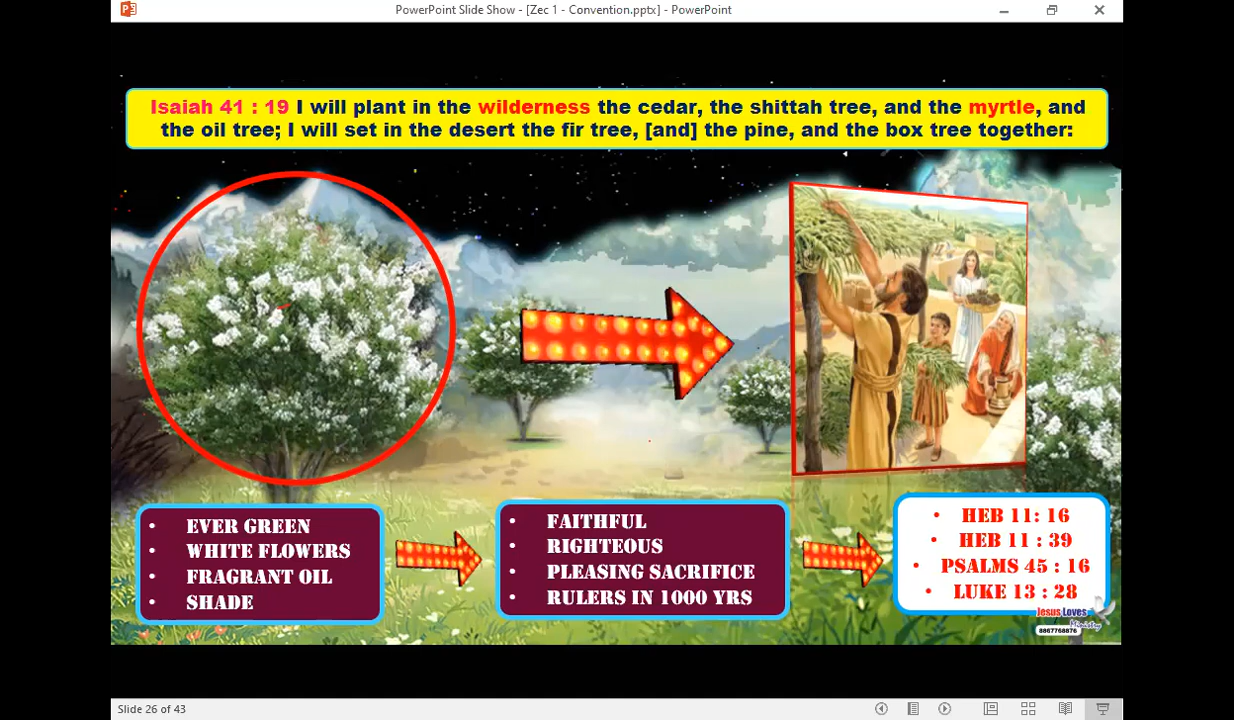 PowerPoint Slide Show - [Zec 1 - Convention.pptx] - PowerPoint
Isaiah 41 : 19 I will plant in the wilderness the cedar, the shittah tree, and the myrtle, and
the oil tree; I will set in the desert the fir tree, [and] the pine, and the box tree together:
• EVER GREEN
• WHITE FLOWERS
• FRAGRANT OIL
• SHADE
• FAITHFUL
• RIGHTEOUS
• PLEASING SACRIFICE
• RULERS IN 1000 YRS
• HEB 11: 16
• HEB 11 : 39
• PSALMS 45 : 16
• LUKE 13 : 28
Jesus Loves
Ministry
8867768876
Slide 26 of 43